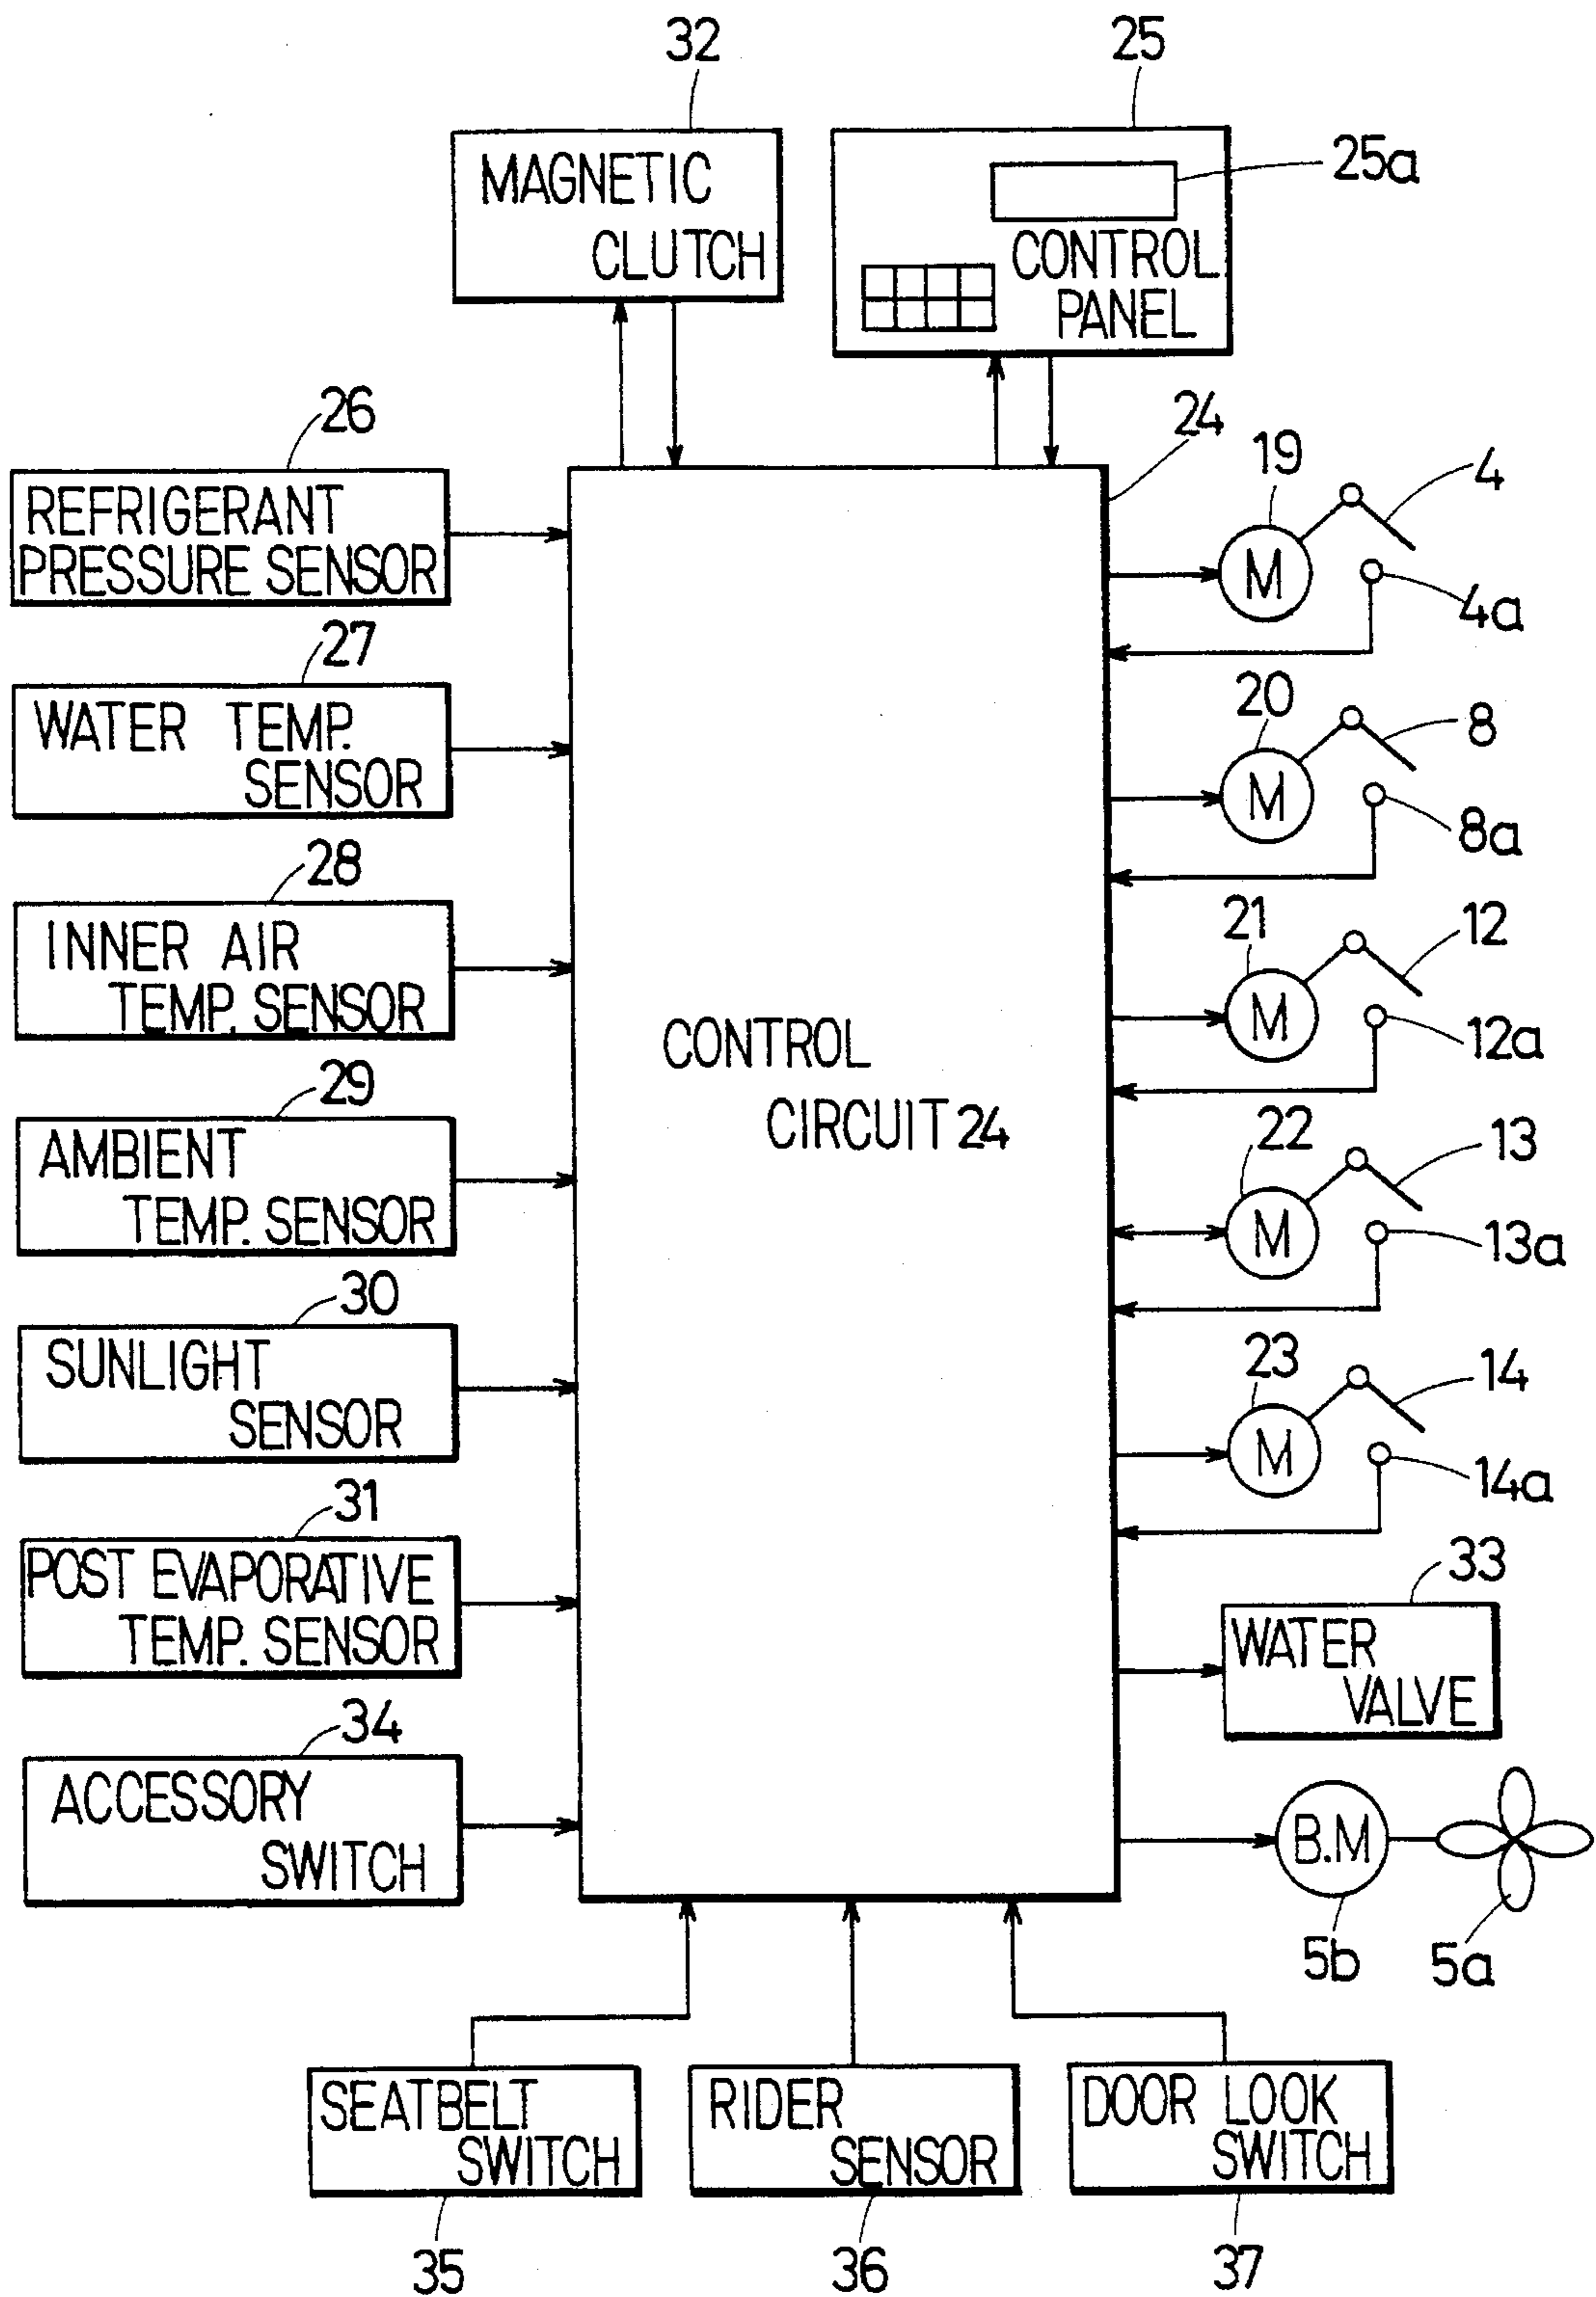 32
25
MAGNETIC
CLUTCH
25a
CONTROL
PANEL
26
REFRIGERANT
PRESSURE SENSOR
24
19
M
4
4a
27
WATER TEMP.
SENSOR
20
M
8
8a
28
INNER AIR
TEMP. SENSOR
21
M
12
12a
CONTROL
CIRCUIT 24
29
AMBIENT
TEMP. SENSOR
22
M
13
13a
30
SUNLIGHT
SENSOR
23
M
14
14a
31
POST EVAPORATIVE
TEMP. SENSOR
33
WATER
VALVE
34
ACCESSORY
SWITCH
B.M
5b
5a
SEATBELT
SWITCH
35
RIDER
SENSOR
36
DOOR LOOK
SWITCH
37